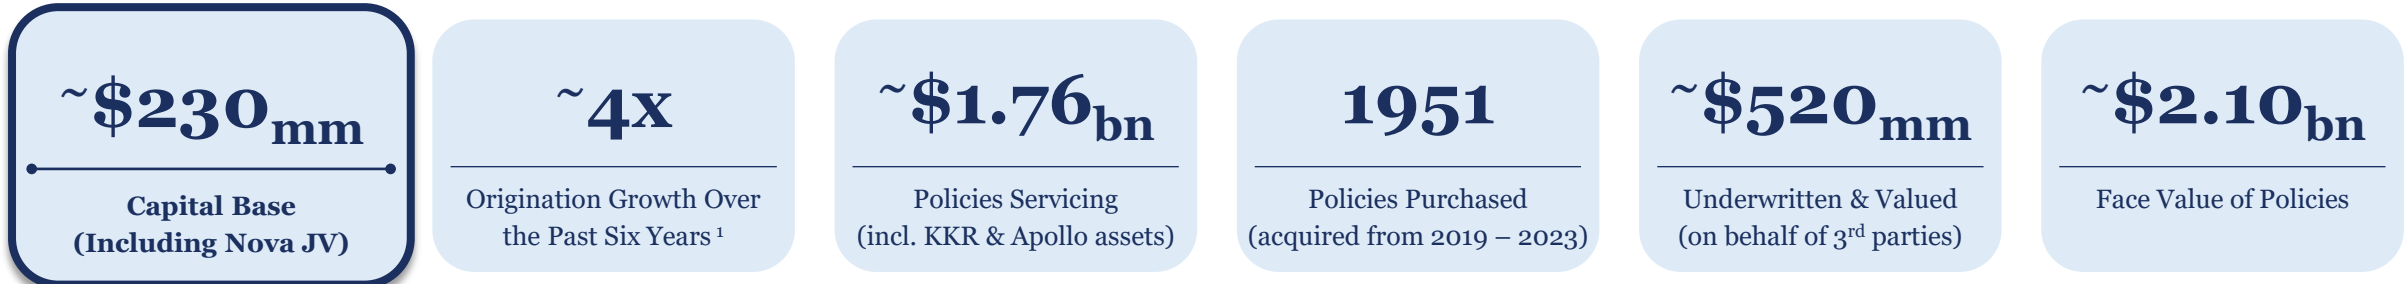 ~$230mm
Capital Base
(Including Nova JV)
~4x
Origination Growth Over
the Past Six Years ¹
~$1.76bn
Policies Servicing
(incl. KKR & Apollo assets)
1951
Policies Purchased
(acquired from 2019 – 2023)
~$520mm
Underwritten & Valued
(on behalf of 3rd parties)
~$2.10bn
Face Value of Policies